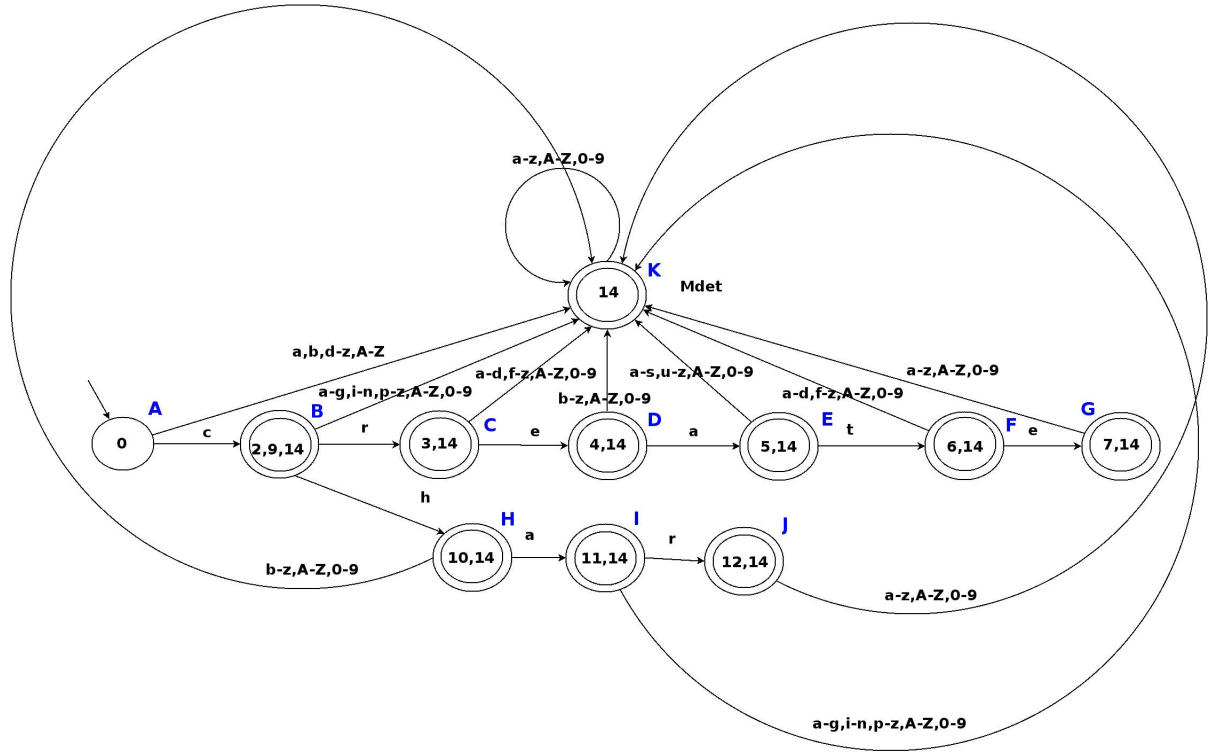 a-z,A-Z,0-9
K
14
Mdet
a,b,d-z,A-Z
a-g,i-n,p-z,A-Z,0-9
a-d,f-z,A-Z,0-9
b-z,A-Z,0-9
a-s,u-z,A-Z,0-9
a-d,f-z,A-Z,0-9
a-z,A-Z,0-9
A
B
C
D
E
F
G
0
c
2,9,14
r
3,14
e
4,14
a
5,14
t
6,14
e
7,14
h
H
I
J
10,14
a
11,14
r
12,14
b-z,A-Z,0-9
a-z,A-Z,0-9
a-g,i-n,p-z,A-Z,0-9